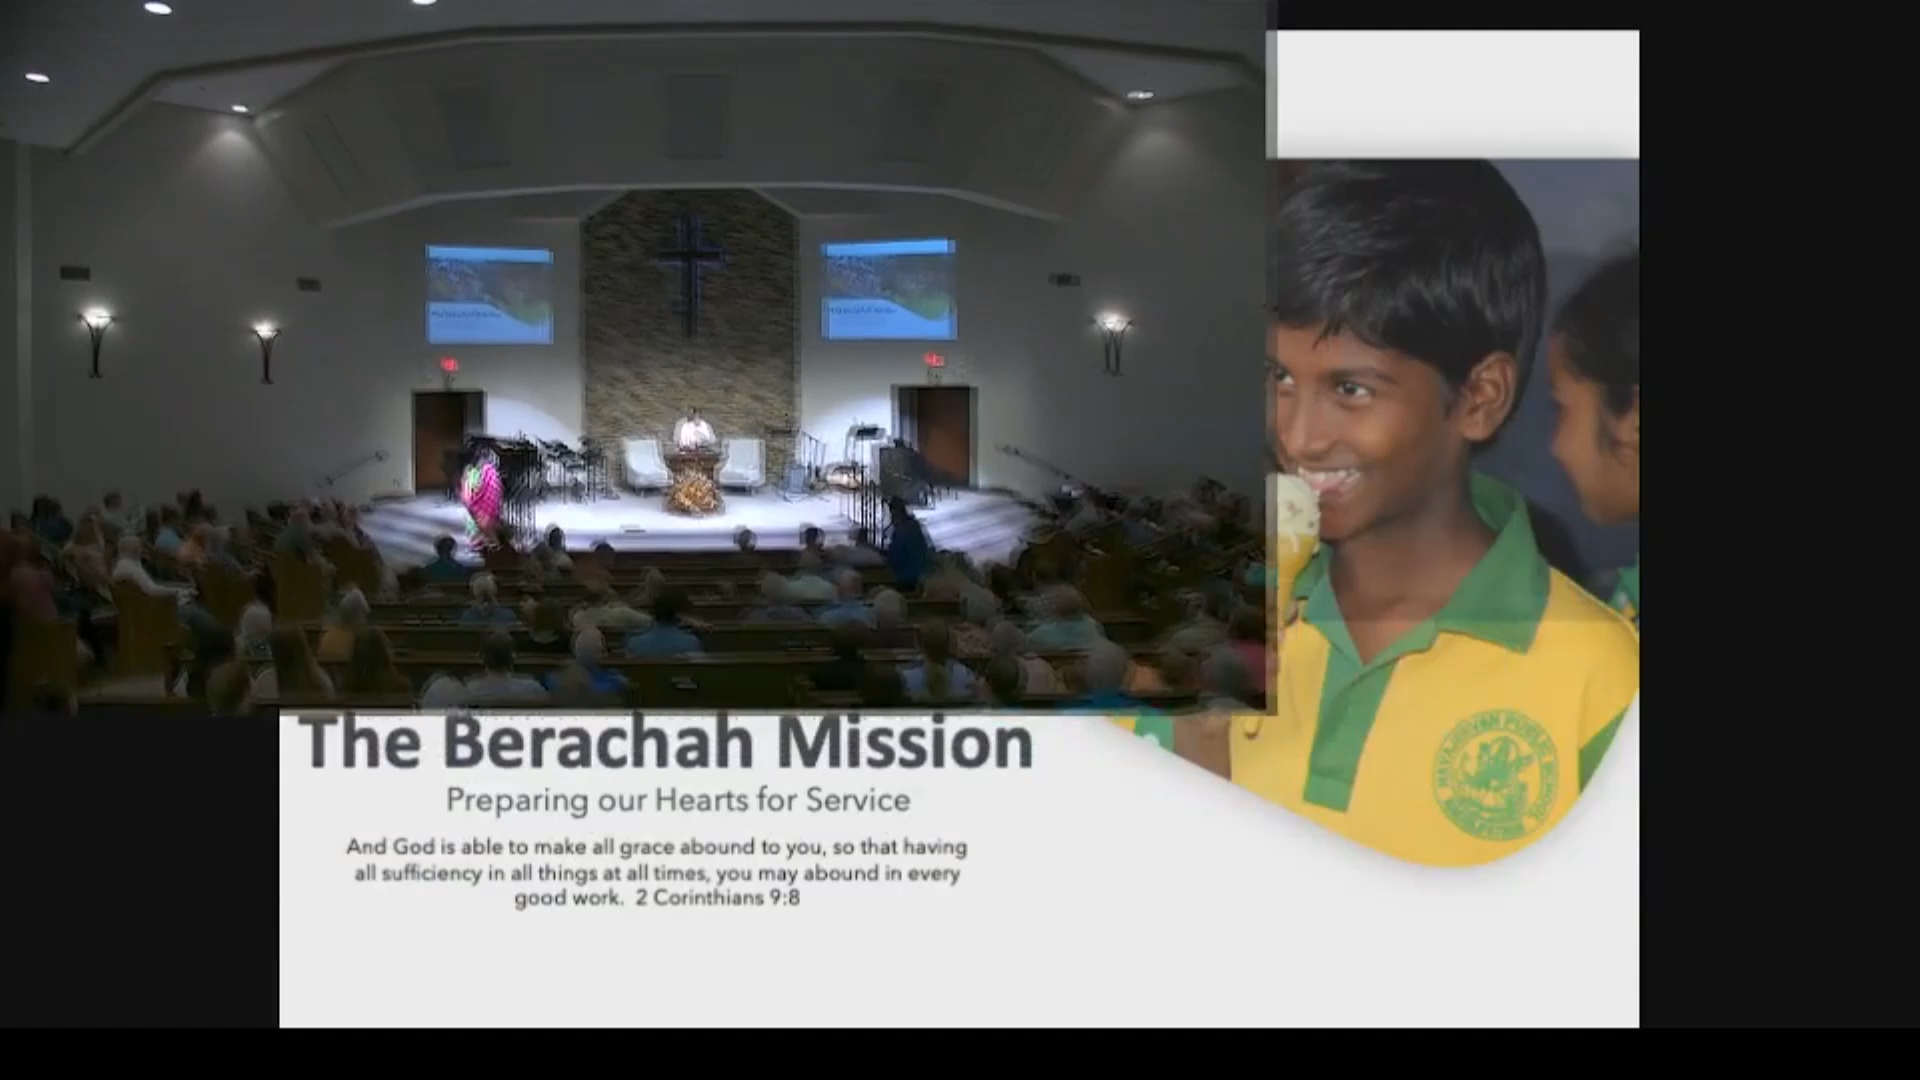 The Berachah Mission
Preparing our Hearts for Service
And God is able to make all grace abound to you, so that having
all sufficiency in all things at all times, you may abound in every
good work.  2 Corinthians 9:8